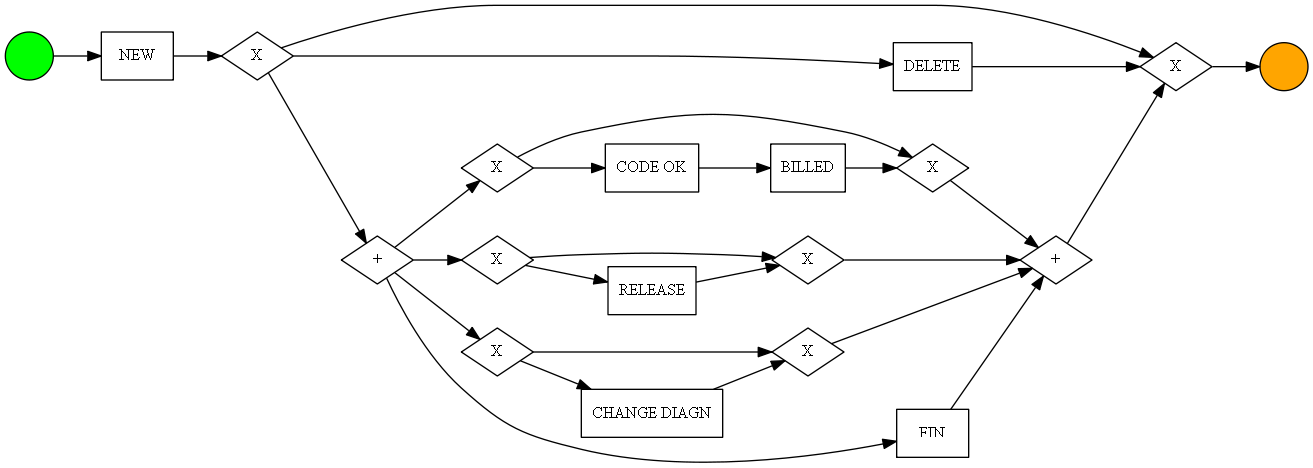 NEW
X
DELETE
X
X
CODE OK
BILLED
X
+
X
RELEASE
X
+
X
CHANGE DIAGN
X
FIN